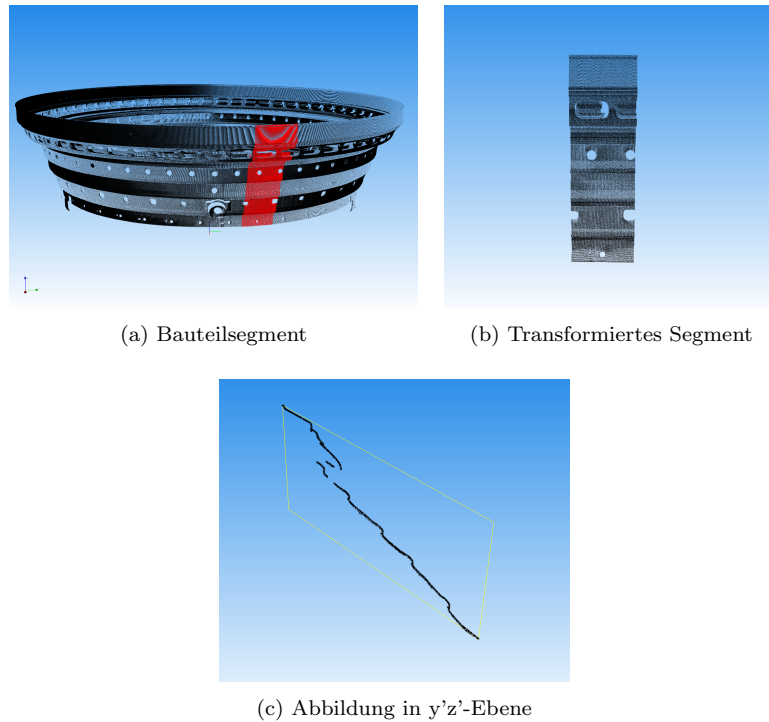 (a) Bauteilsegment
(b) Transformiertes Segment
(c) Abbildung in y'z'-Ebene